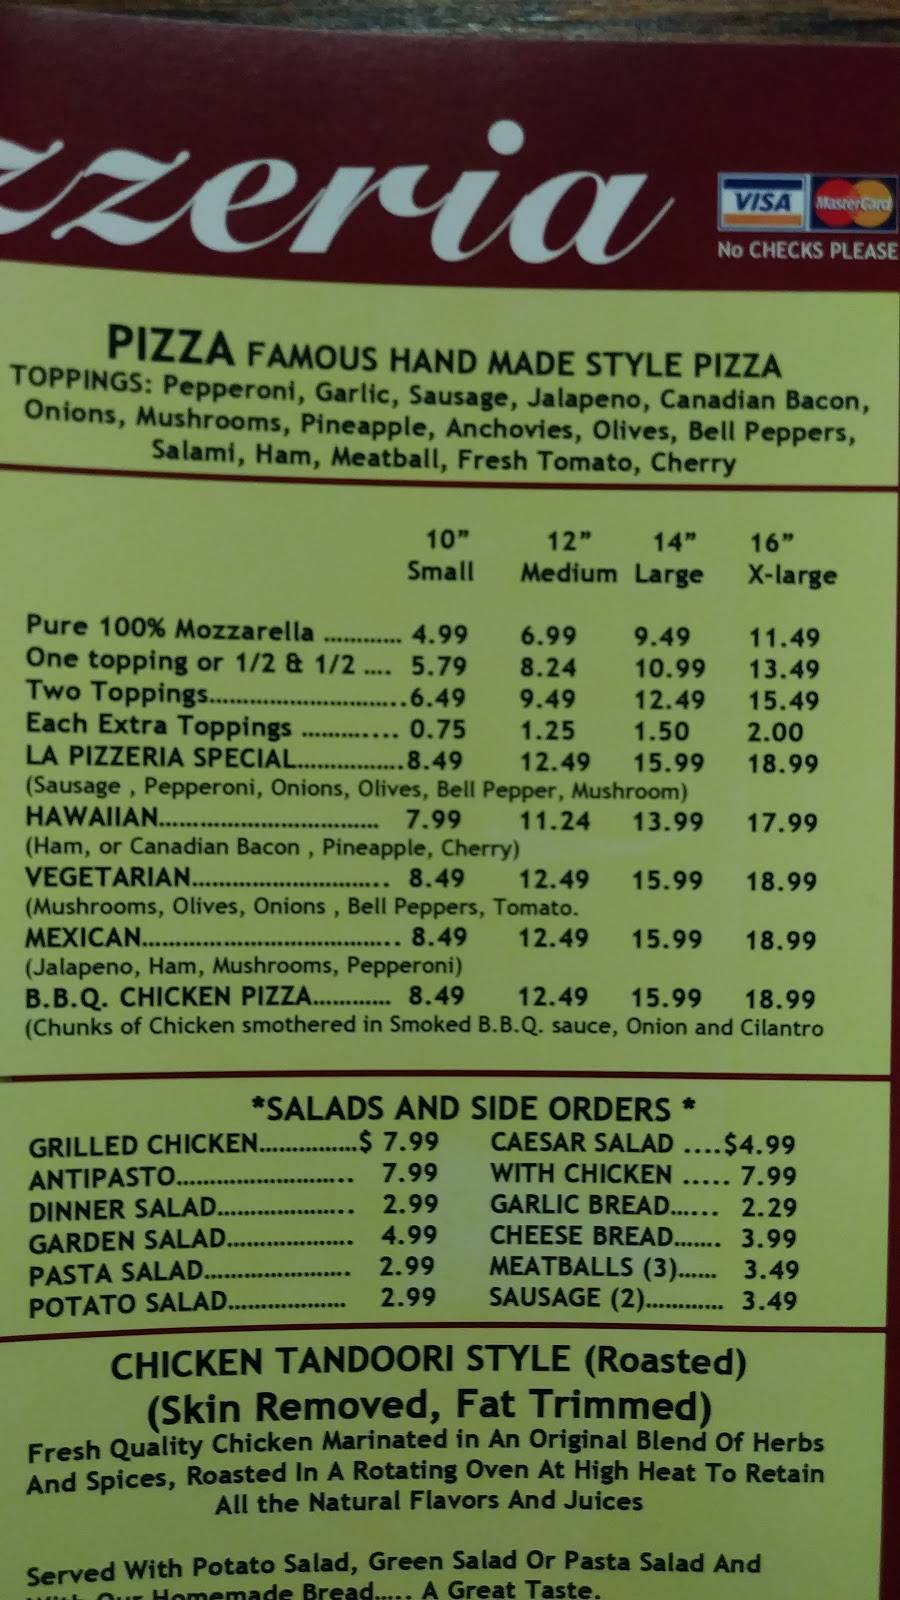 zzeria
VISA MasterCard
No CHECKS PLEASE
PIZZA FAMOUS HAND MADE STYLE PIZZA
TOPPINGS: Pepperoni, Garlic, Sausage, Jalapeno, Canadian Bacon,
Onions, Mushrooms, Pineapple, Anchovies, Olives, Bell Peppers,
Salami, Ham, Meatball, Fresh Tomato, Cherry
10" 12" 14" 16"
Small Medium Large X-large
Pure 100% Mozzarella ............ 4.99 6.99 9.49 11.49
One topping or 1/2 & 1/2 .... 5.79 8.24 10.99 13.49
Two Toppings..............................6.49 9.49 12.49 15.49
Each Extra Toppings ............. 0.75 1.25 1.50 2.00
LA PIZZERIA SPECIAL.................8.49 12.49 15.99 18.99
(Sausage , Pepperoni, Onions, Olives, Bell Pepper, Mushroom)
HAWAIIAN.................................. 7.99 11.24 13.99 17.99
(Ham, or Canadian Bacon , Pineapple, Cherry)
VEGETARIAN.............................. 8.49 12.49 15.99 18.99
(Mushrooms, Olives, Onions , Bell Peppers, Tomato.
MEXICAN...................................... 8.49 12.49 15.99 18.99
(Jalapeno, Ham, Mushrooms, Pepperoni)
B.B.Q. CHICKEN PIZZA............ 8.49 12.49 15.99 18.99
(Chunks of Chicken smothered in Smoked B.B.Q. sauce, Onion and Cilantro
*SALADS AND SIDE ORDERS *
GRILLED CHICKEN...............$ 7.99 CAESAR SALAD ....$4.99
ANTIPASTO........................... 7.99 WITH CHICKEN ..... 7.99
DINNER SALAD..................... 2.99 GARLIC BREAD...... 2.29
GARDEN SALAD................... 4.99 CHEESE BREAD....... 3.99
PASTA SALAD...................... 2.99 MEATBALLS (3)...... 3.49
POTATO SALAD................... 2.99 SAUSAGE (2)............ 3.49
CHICKEN TANDOORI STYLE (Roasted)
(Skin Removed, Fat Trimmed)
Fresh Quality Chicken Marinated in An Original Blend Of Herbs
And Spices, Roasted In A Rotating Oven At High Heat To Retain
All the Natural Flavors And Juices
Served With Potato Salad, Green Salad Or Pasta Salad And
With Our Homemade Bread..... A Great Taste.